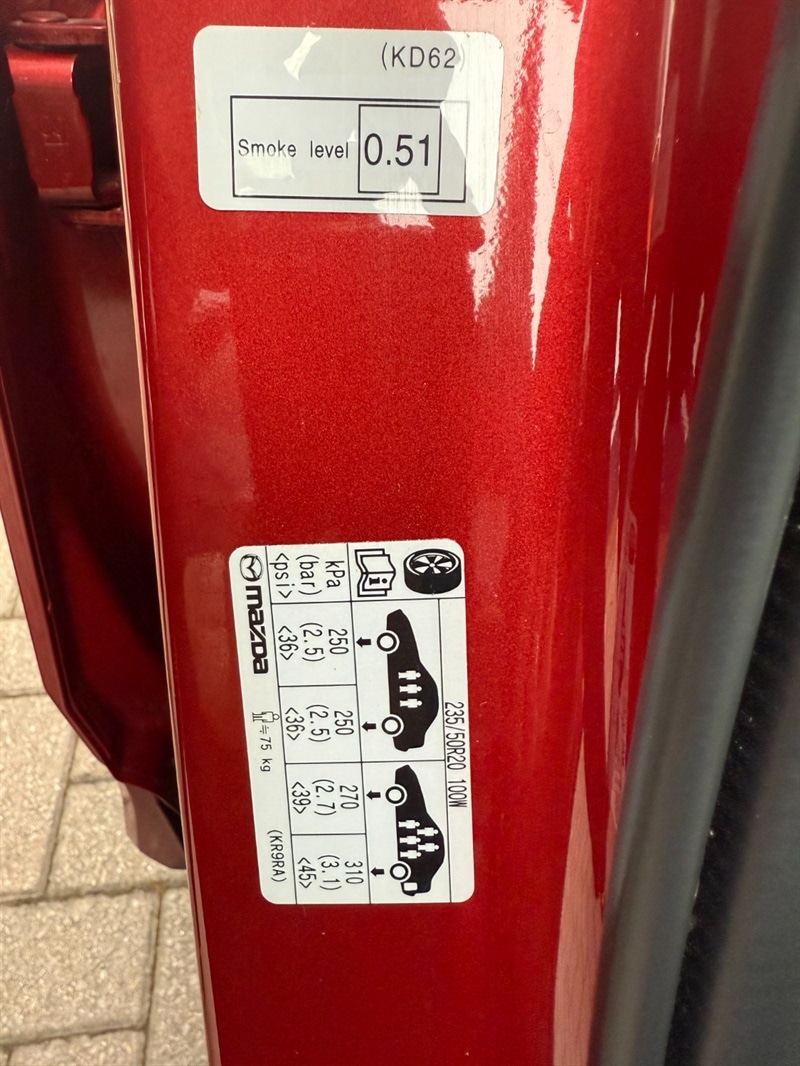 (KD62)
Smoke level 0.51
235/50R20 100W
kPa 250 250 270 310
(bar) (2.5) (2.5) (2.7) (3.1)
<psi> <36> <36> <39> <45>
mazda ≒75 kg (KR9RA)